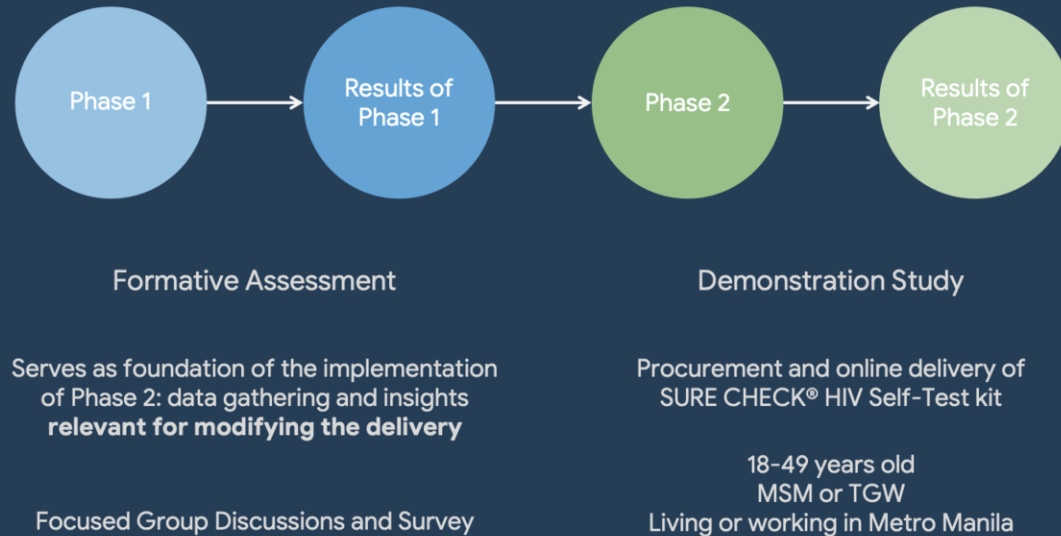 Phase 1
Results of
Phase 1
Phase 2
Results of
Phase 2
Formative Assessment
Serves as foundation of the implementation
of Phase 2: data gathering and insights
relevant for modifying the delivery
Focused Group Discussions and Survey
Demonstration Study
Procurement and online delivery of
SURE CHECK® HIV Self-Test kit
18-49 years old
MSM or TGW
Living or working in Metro Manila